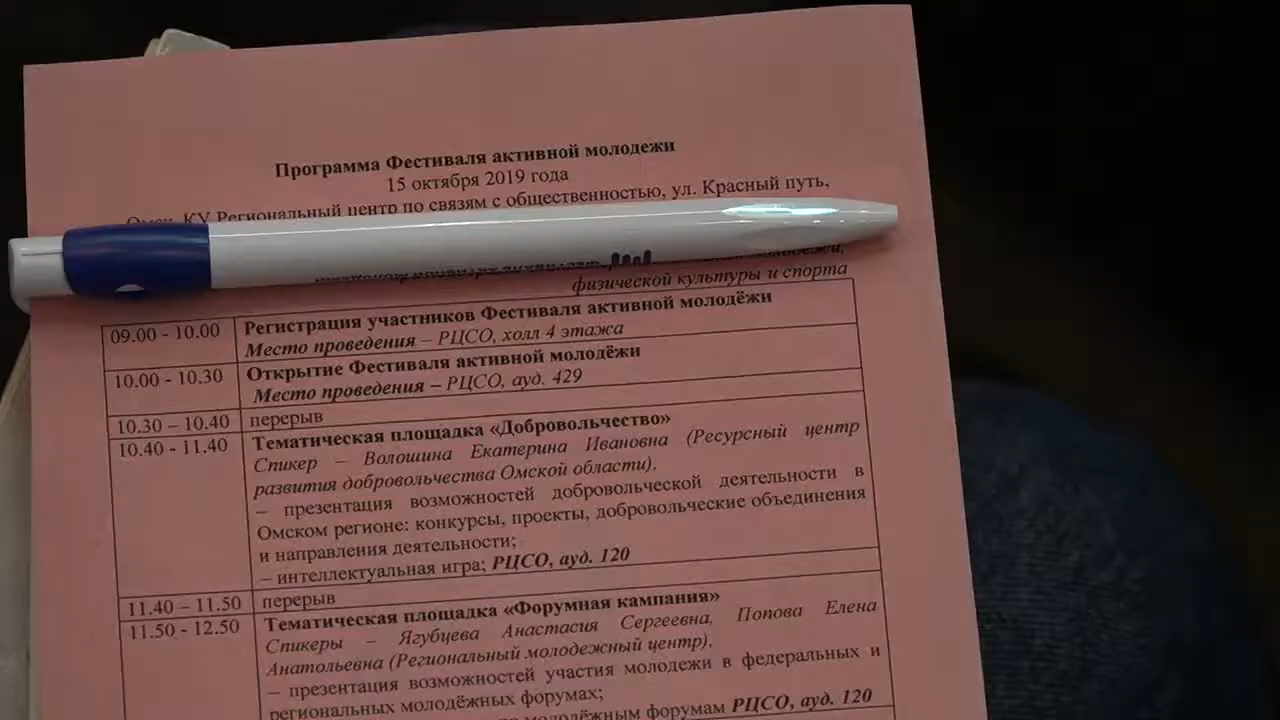 Программа Фестиваля активной молодежи
15 октября 2019 года
Омск, КУ Региональный центр по связям с общественностью, ул. Красный путь,
физической культуры и спорта
09.00 - 10.00 Регистрация участников Фестиваля активной молодёжи
Место проведения – РЦСО, холл 4 этажа
10.00 - 10.30 Открытие Фестиваля активной молодёжи
Место проведения – РЦСО, ауд. 429
10.30 – 10.40 перерыв
10.40 - 11.40 Тематическая площадка «Добровольчество»
Спикер – Волошина Екатерина Ивановна (Ресурсный центр
развития добровольчества Омской области),
– презентация возможностей добровольческой деятельности в
Омском регионе: конкурсы, проекты, добровольческие объединения
и направления деятельности;
– интеллектуальная игра; РЦСО, ауд. 120
11.40 – 11.50 перерыв
11.50 - 12.50 Тематическая площадка «Форумная кампания»
Спикеры – Ягубцева Анастасия Сергеевна, Попова Елена
Анатольевна (Региональный молодежный центр),
– презентация возможностей участия молодежи в федеральных и
региональных молодёжных форумах;
молодёжным форумам РЦСО, ауд. 120